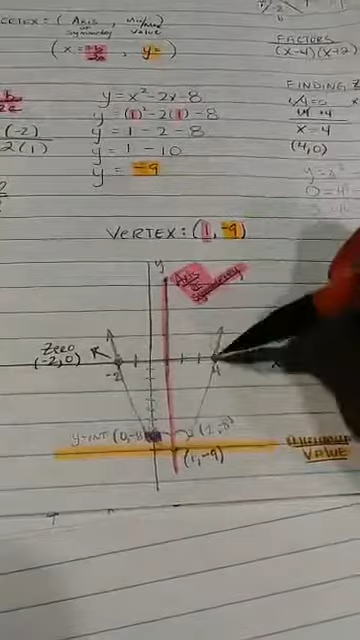 VERTEX = ( Axis of symmetry , Min/Max Value )
( x = -b/2a , y = )
FACTORS
(x-4)(x+2)
y = x² - 2x - 8
y = (1)² - 2(1) - 8
y = 1 - 2 - 8
y = 1 - 10
y = -9
(-2)
2(1)
FINDING
x = 4
(4,0)
VERTEX: (1, -9)
y
Axis of symmetry
Zero
(-2,0)
-2
4
y-INT (0,-8)
(2,-8)
(1,-9)
VALUE